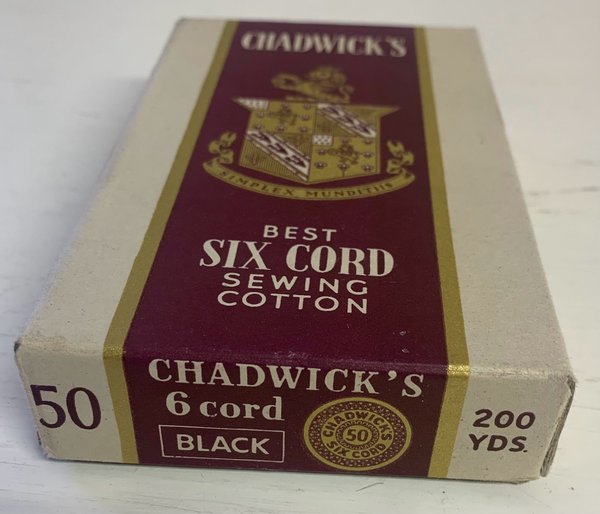 CHADWICK'S
SIMPLEX MUNDITIIS
BEST
SIX CORD
SEWING
COTTON
50
CHADWICK'S
6 cord
BLACK
CHADWICK'S
50
SIX CORD
200
YDS.